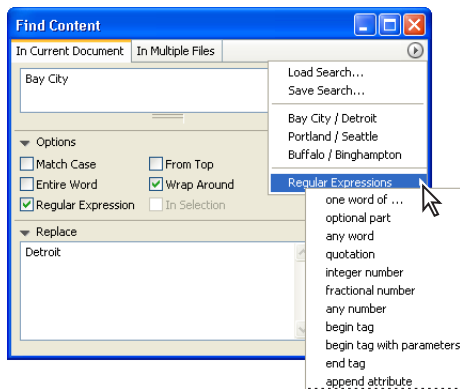 Find Content
In Current Document
In Multiple Files
Bay City
Load Search...
Save Search...
Bay City / Detroit
Portland / Seattle
Buffalo / Binghampton
Regular Expressions
one word of ...
optional part
any word
quotation
integer number
fractional number
any number
begin tag
begin tag with parameters
end tag
append attribute
Options
Match Case
From Top
Entire Word
Wrap Around
Regular Expression
In Selection
Replace
Detroit